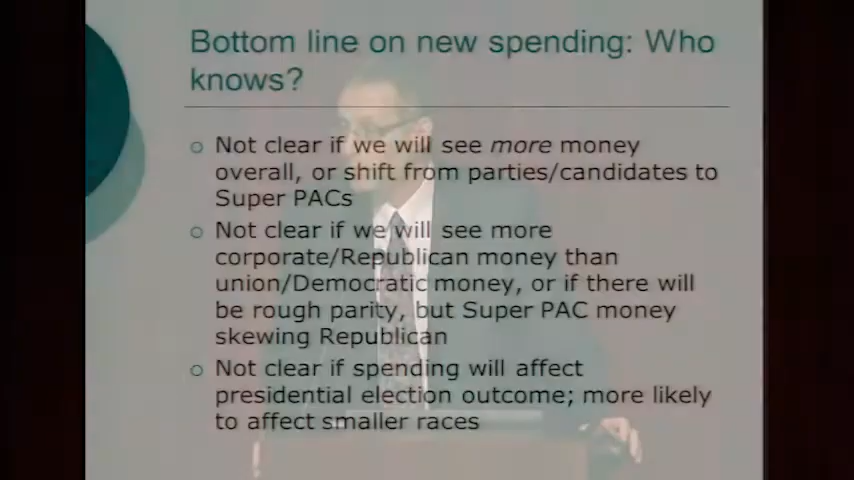 Bottom line on new spending: Who
knows?
Not clear if we will see more money
overall, or shift from parties/candidates to
Super PACs
Not clear if we will see more
corporate/Republican money than
union/Democratic money, or if there will
be rough parity, but Super PAC money
skewing Republican
Not clear if spending will affect
presidential election outcome; more likely
to affect smaller races